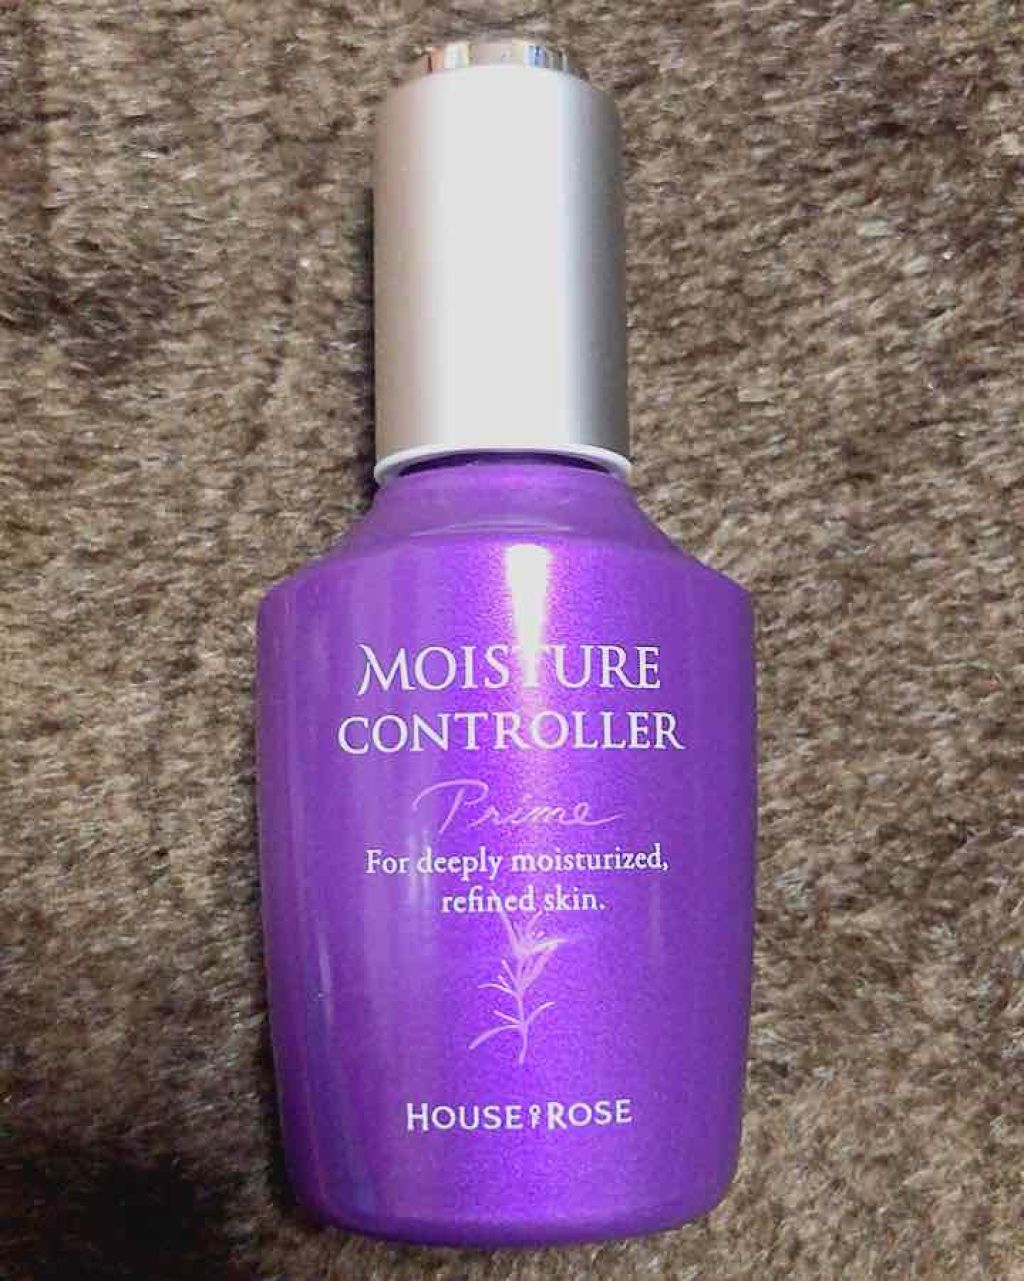 MOISTURE
CONTROLLER
Prime
For deeply moisturized,
refined skin.
HOUSE OF ROSE